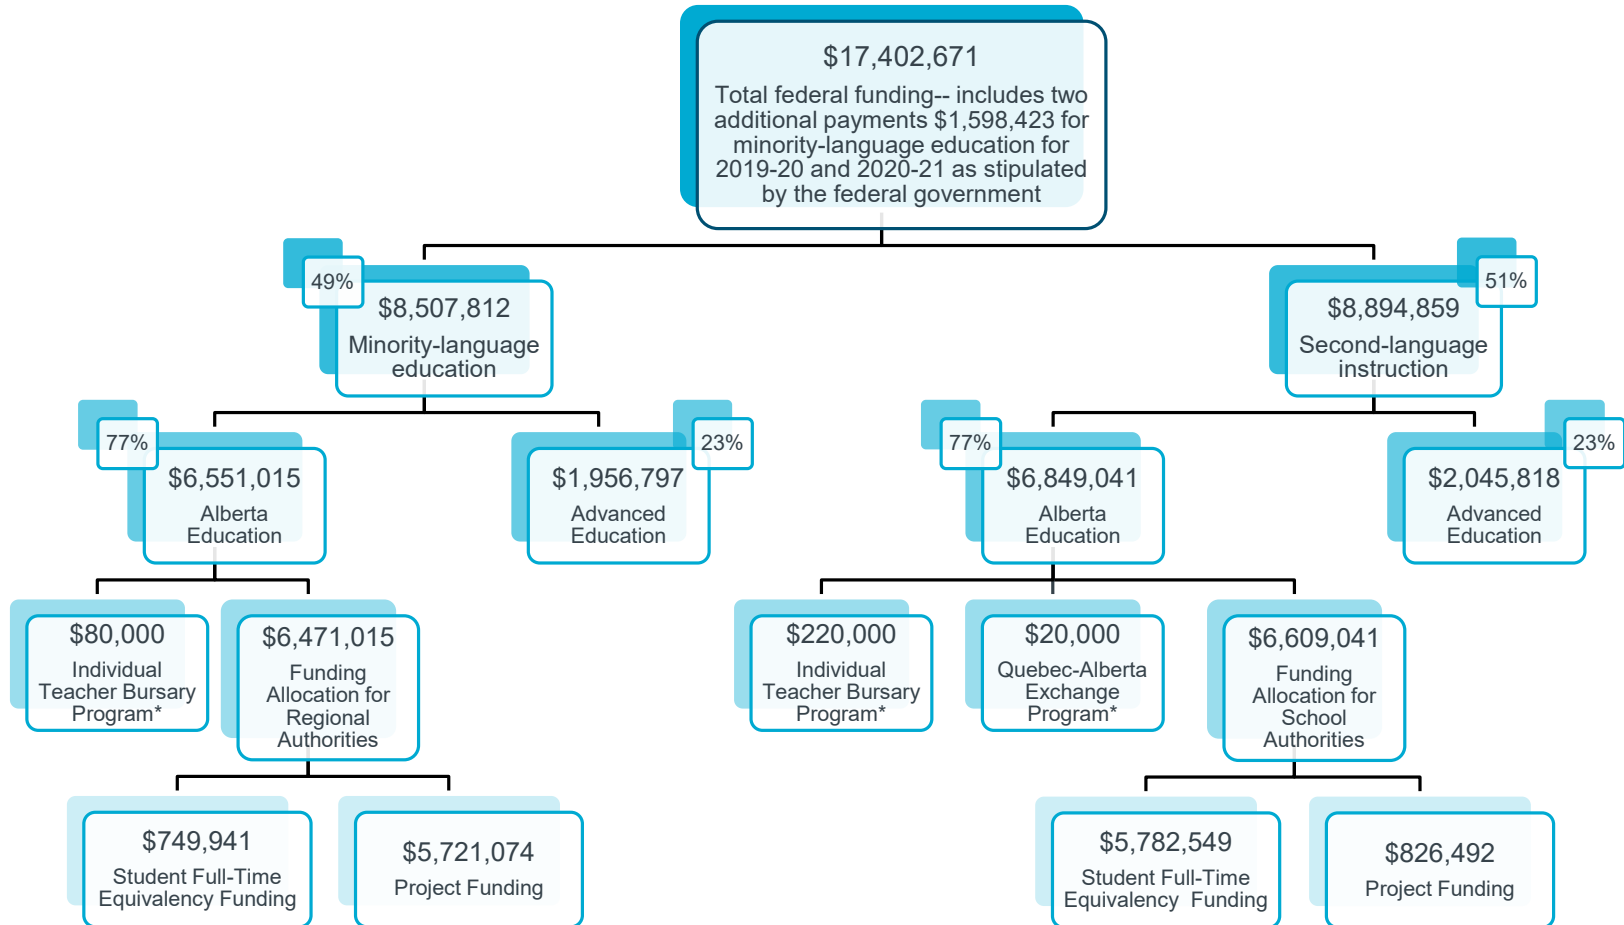 $17,402,671
Total federal funding-- includes two
additional payments $1,598,423 for
minority-language education for
2019-20 and 2020-21 as stipulated
by the federal government
49%
$8,507,812
Minority-language
education
51%
$8,894,859
Second-language
instruction
77%
$6,551,015
Alberta
Education
23%
$1,956,797
Advanced
Education
77%
$6,849,041
Alberta
Education
23%
$2,045,818
Advanced
Education
$80,000
Individual
Teacher Bursary
Program*
$6,471,015
Funding
Allocation for
Regional
Authorities
$220,000
Individual
Teacher Bursary
Program*
$20,000
Quebec-Alberta
Exchange
Program*
$6,609,041
Funding
Allocation for
School
Authorities
$749,941
Student Full-Time
Equivalency Funding
$5,721,074
Project Funding
$5,782,549
Student Full-Time
Equivalency  Funding
$826,492
Project Funding